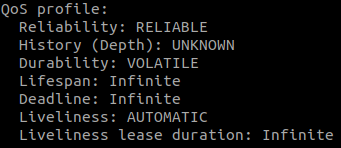 QoS profile:
Reliability: RELIABLE
History (Depth): UNKNOWN
Durability: VOLATILE
Lifespan: Infinite
Deadline: Infinite
Liveliness: AUTOMATIC
Liveliness lease duration: Infinite